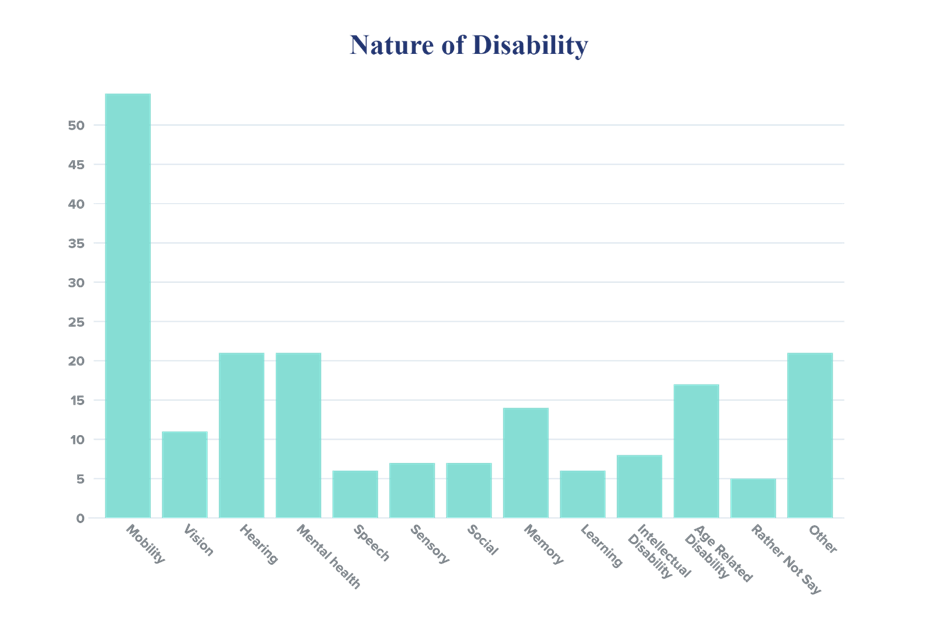 Nature of Disability
50
45
40
35
30
25
20
15
10
5
0
Mobility
Vision
Hearing
Mental health
Speech
Sensory
Social
Memory
Learning
Intellectual
Disability
Age Related
Disability
Rather Not Say
Other